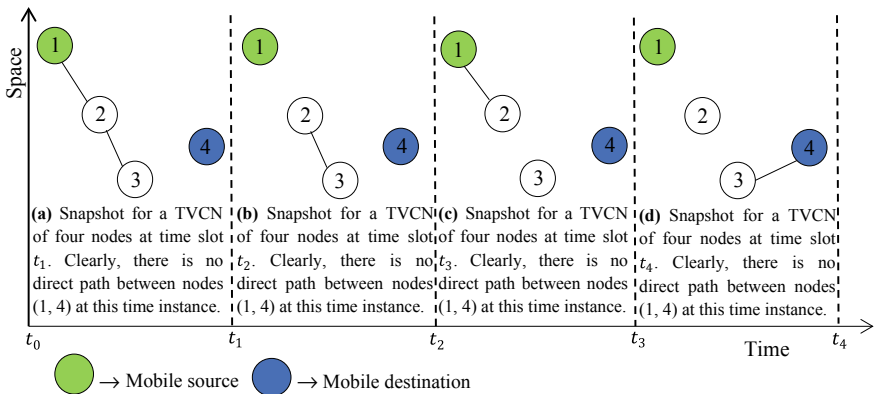 Space
1
2
3
4
1
2
3
4
1
2
3
4
1
2
3
4
(a) Snapshot for a TVCN
of four nodes at time slot
t₁. Clearly, there is no
direct path between nodes
(1, 4) at this time instance.
(b) Snapshot for a TVCN
of four nodes at time slot
t₂. Clearly, there is no
direct path between nodes
(1, 4) at this time instance.
(c) Snapshot for a TVCN
of four nodes at time slot
t₃. Clearly, there is no
direct path between nodes
(1, 4) at this time instance.
(d) Snapshot for a TVCN
of four nodes at time slot
t₄. Clearly, there is no
direct path between nodes
(1, 4) at this time instance.
t₀ t₁ t₂ t₃ Time t₄
→ Mobile source → Mobile destination